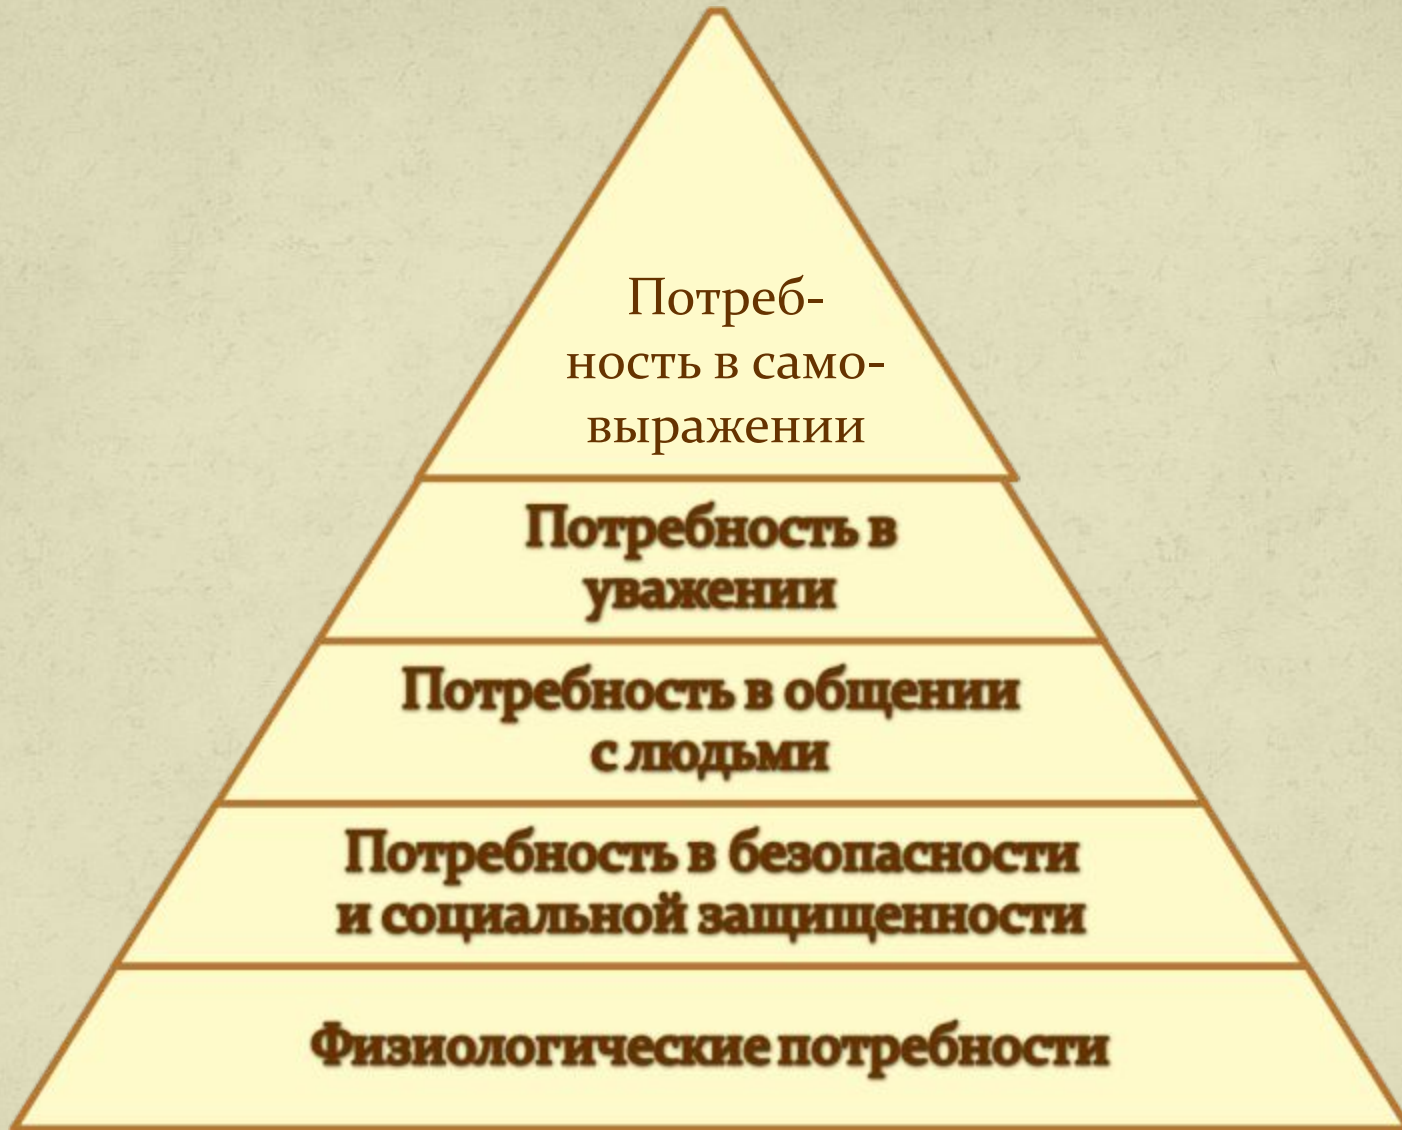 Потреб-
ность в само-
выражении
Потребность в
уважении
Потребность в общении
с людьми
Потребность в безопасности
и социальной защищенности
Физиологические потребности